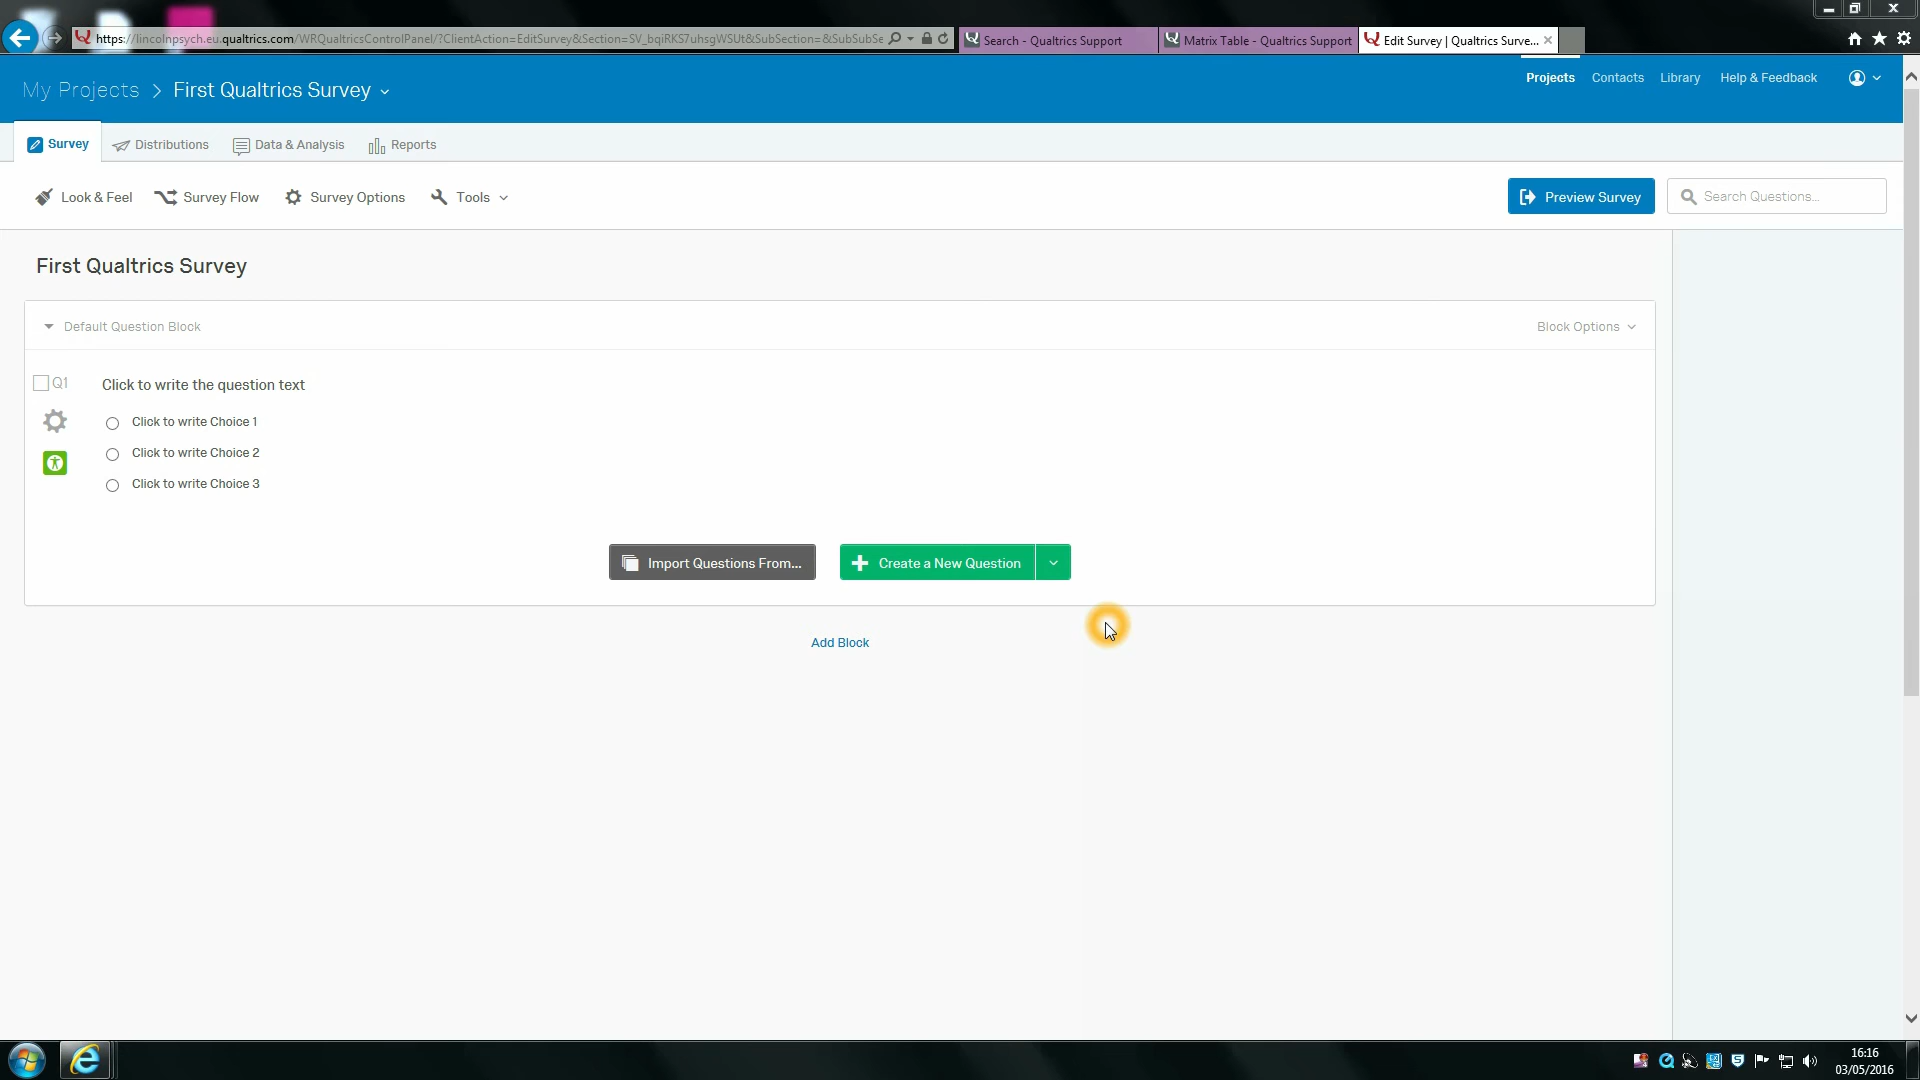 https://lincolnpsych.eu.qualtrics.com/WRQualtricsControlPanel/?ClientAction=EditSurvey&Section=SV_bqiRKS7uhsgWSUt&SubSection=&SubSubSe
Search - Qualtrics Support
Matrix Table - Qualtrics Support
Edit Survey | Qualtrics Surve...
My Projects > First Qualtrics Survey
Projects
Contacts
Library
Help & Feedback
Survey
Distributions
Data & Analysis
Reports
Look & Feel
Survey Flow
Survey Options
Tools
Preview Survey
Search Questions...
First Qualtrics Survey
Default Question Block
Block Options
Q1
Click to write the question text
Click to write Choice 1
Click to write Choice 2
Click to write Choice 3
Import Questions From...
Create a New Question
Add Block
16:16
03/05/2016